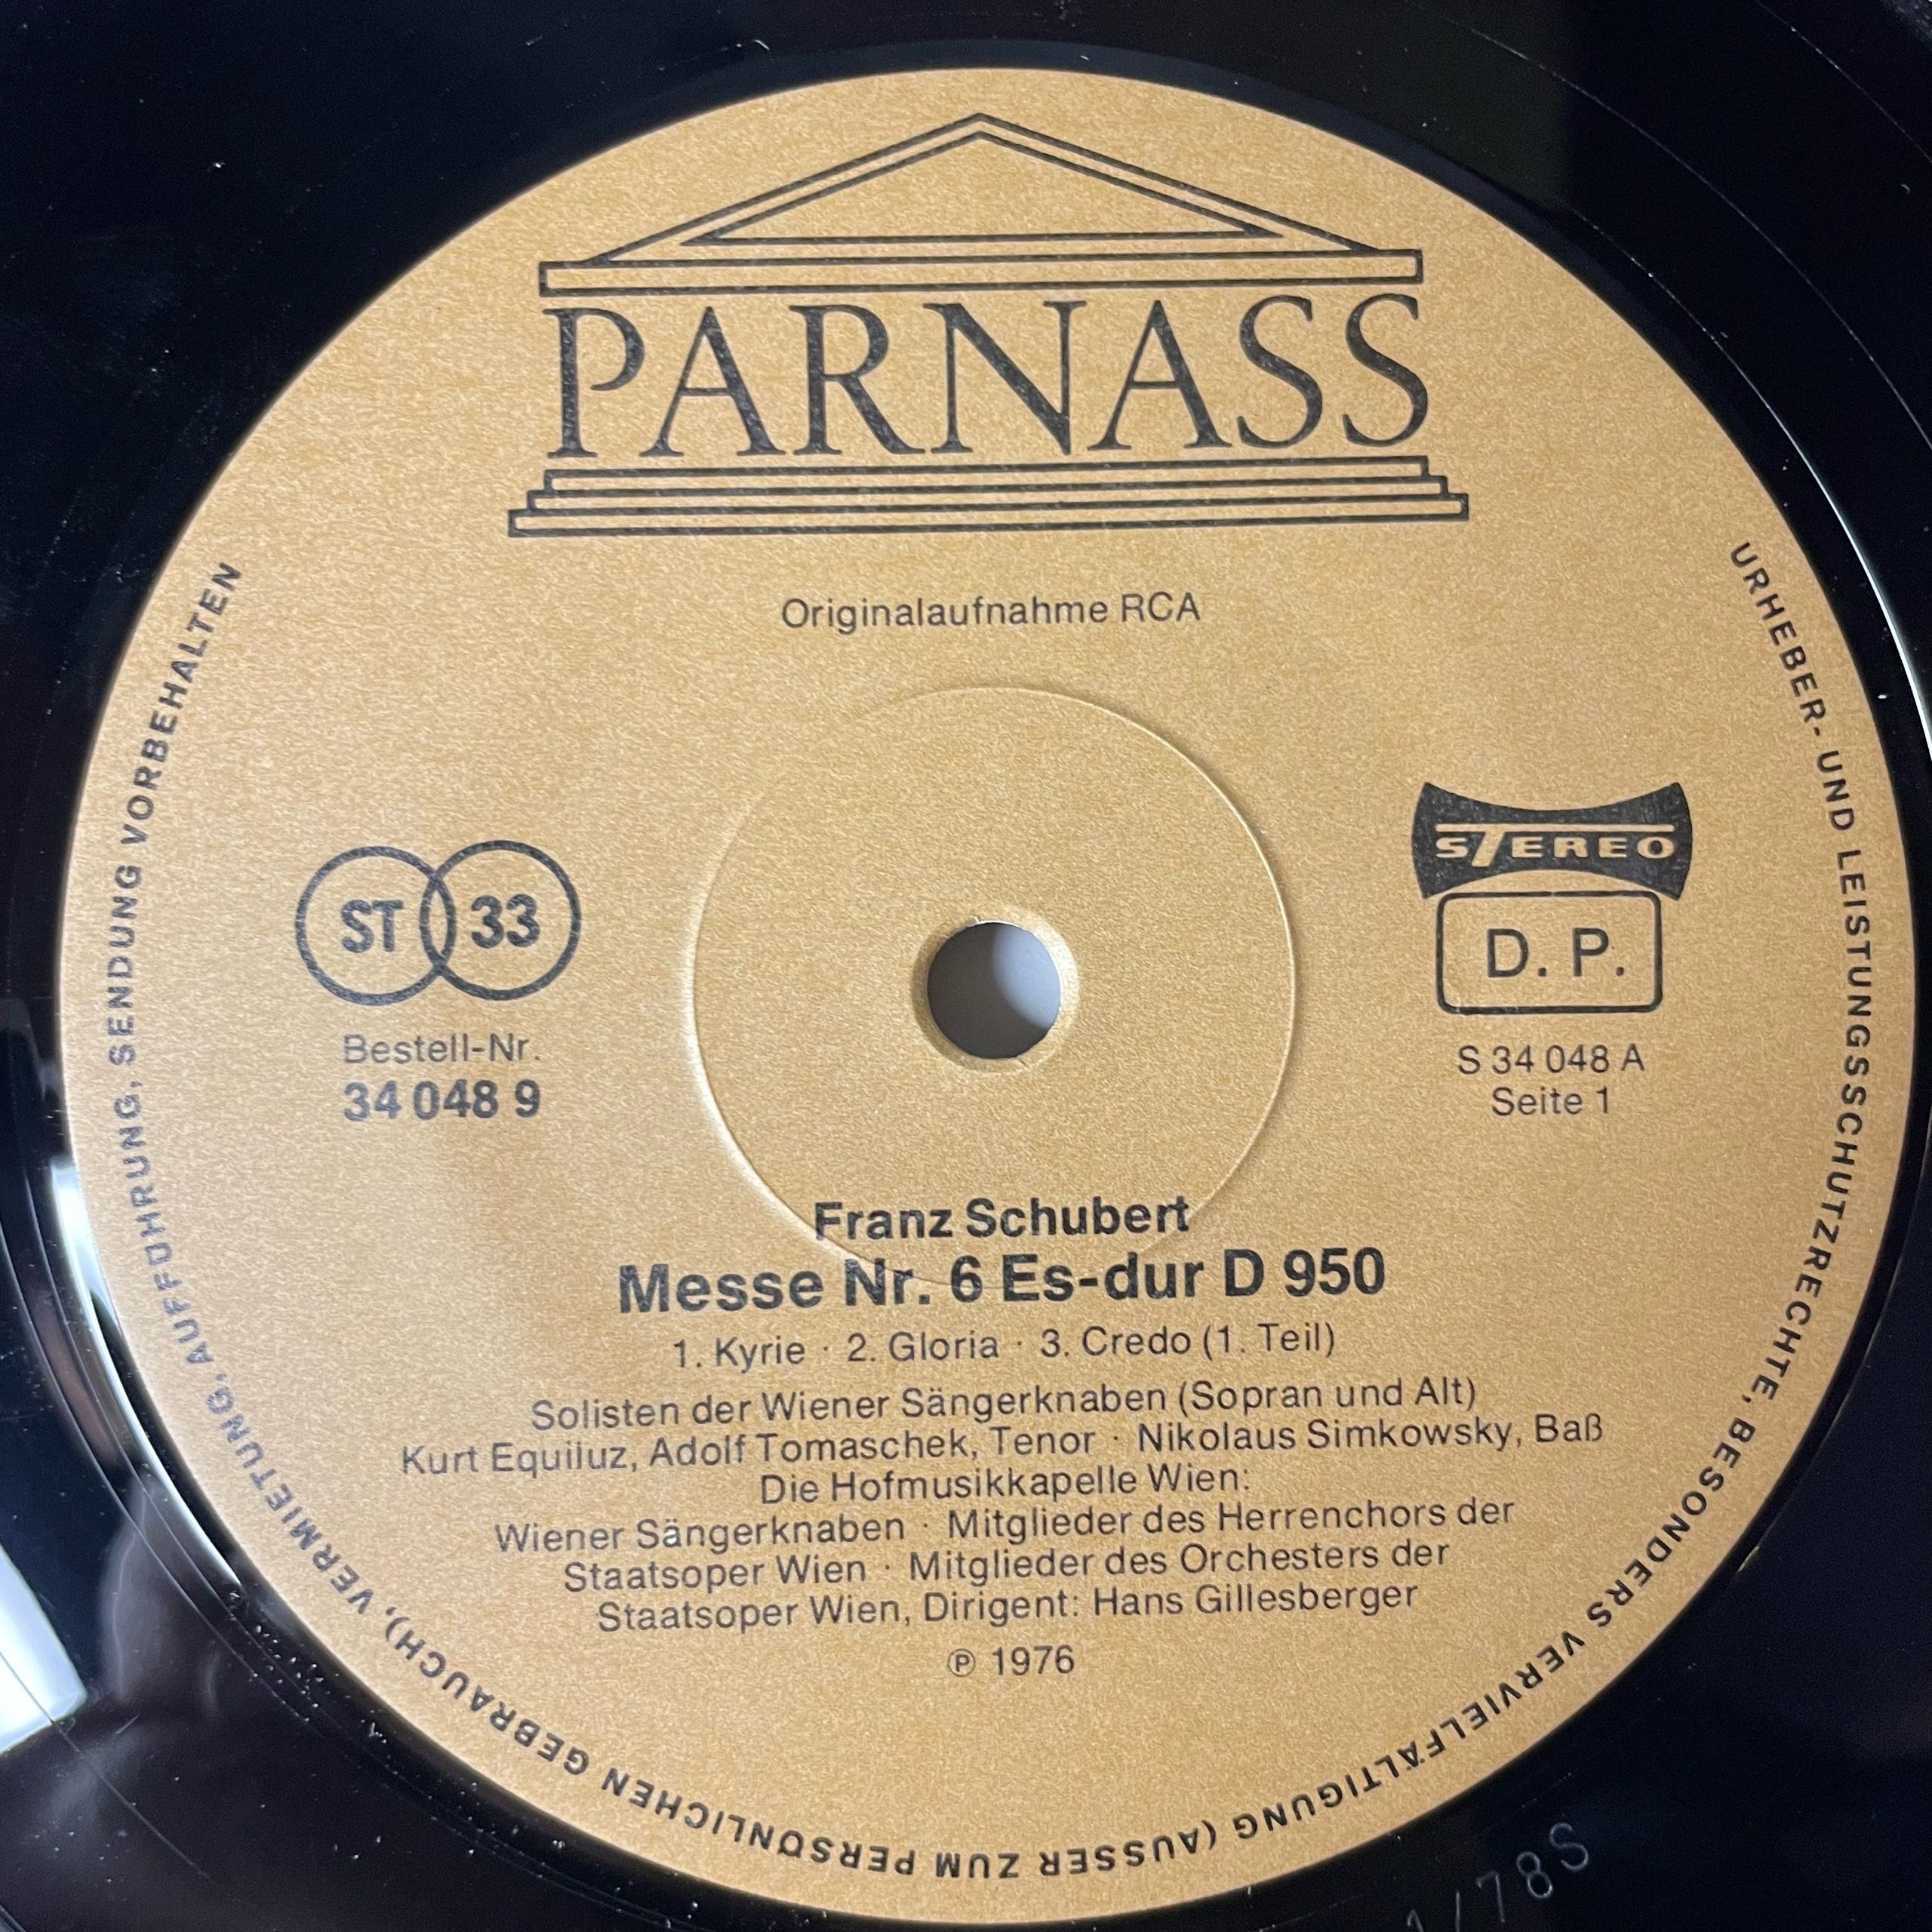 PARNASS
Originalaufnahme RCA
ST 33
Bestell-Nr.
34 048 9
STEREO
D. P.
S 34 048 A
Seite 1
Franz Schubert
Messe Nr. 6 Es-dur D 950
1. Kyrie · 2. Gloria · 3. Credo (1. Teil)
Solisten der Wiener Sängerknaben (Sopran und Alt)
Kurt Equiluz, Adolf Tomaschek, Tenor · Nikolaus Simkowsky, Baß
Die Hofmusikkapelle Wien:
Wiener Sängerknaben · Mitglieder des Herrenchors der
Staatsoper Wien · Mitglieder des Orchesters der
Staatsoper Wien, Dirigent: Hans Gillesberger
℗ 1976
URHEBER- UND LEISTUNGSSCHUTZRECHTE, BESONDERS VERVIELFÄLTIGUNG (AUSSER ZUM PERSÖNLICHEN GEBRAUCH), VERMIETUNG, AUFFÜHRUNG, SENDUNG VORBEHALTEN
1/78S